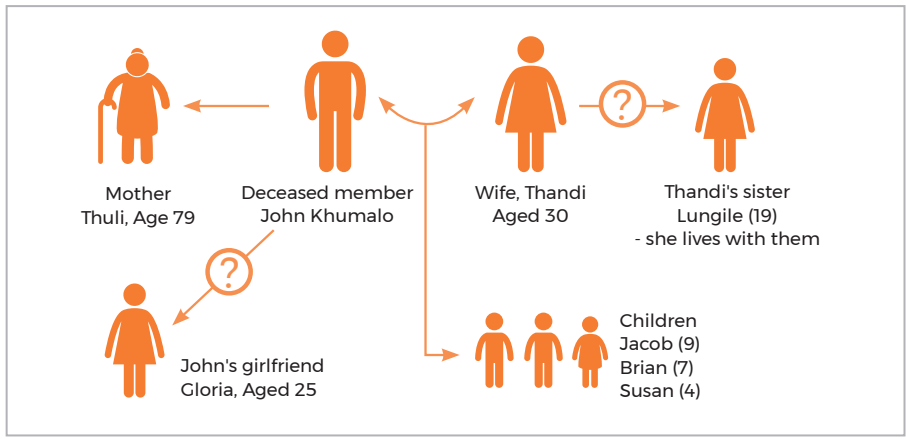 Mother
Thuli, Age 79
Deceased member
John Khumalo
Wife, Thandi
Aged 30
?
Thandi's sister
Lungile (19)
- she lives with them
?
John's girlfriend
Gloria, Aged 25
Children
Jacob (9)
Brian (7)
Susan (4)